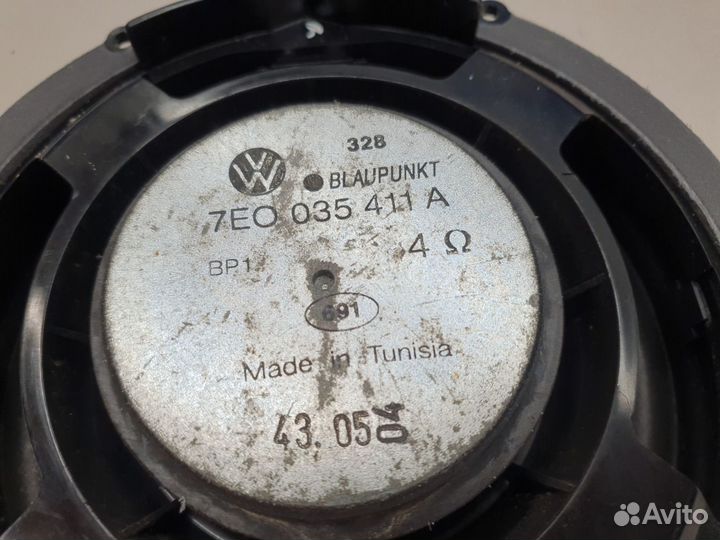 328
BLAUPUNKT
7E0 035 411 A
4 Ω
BP1
691
Made in Tunisia
43.05
04
Avito